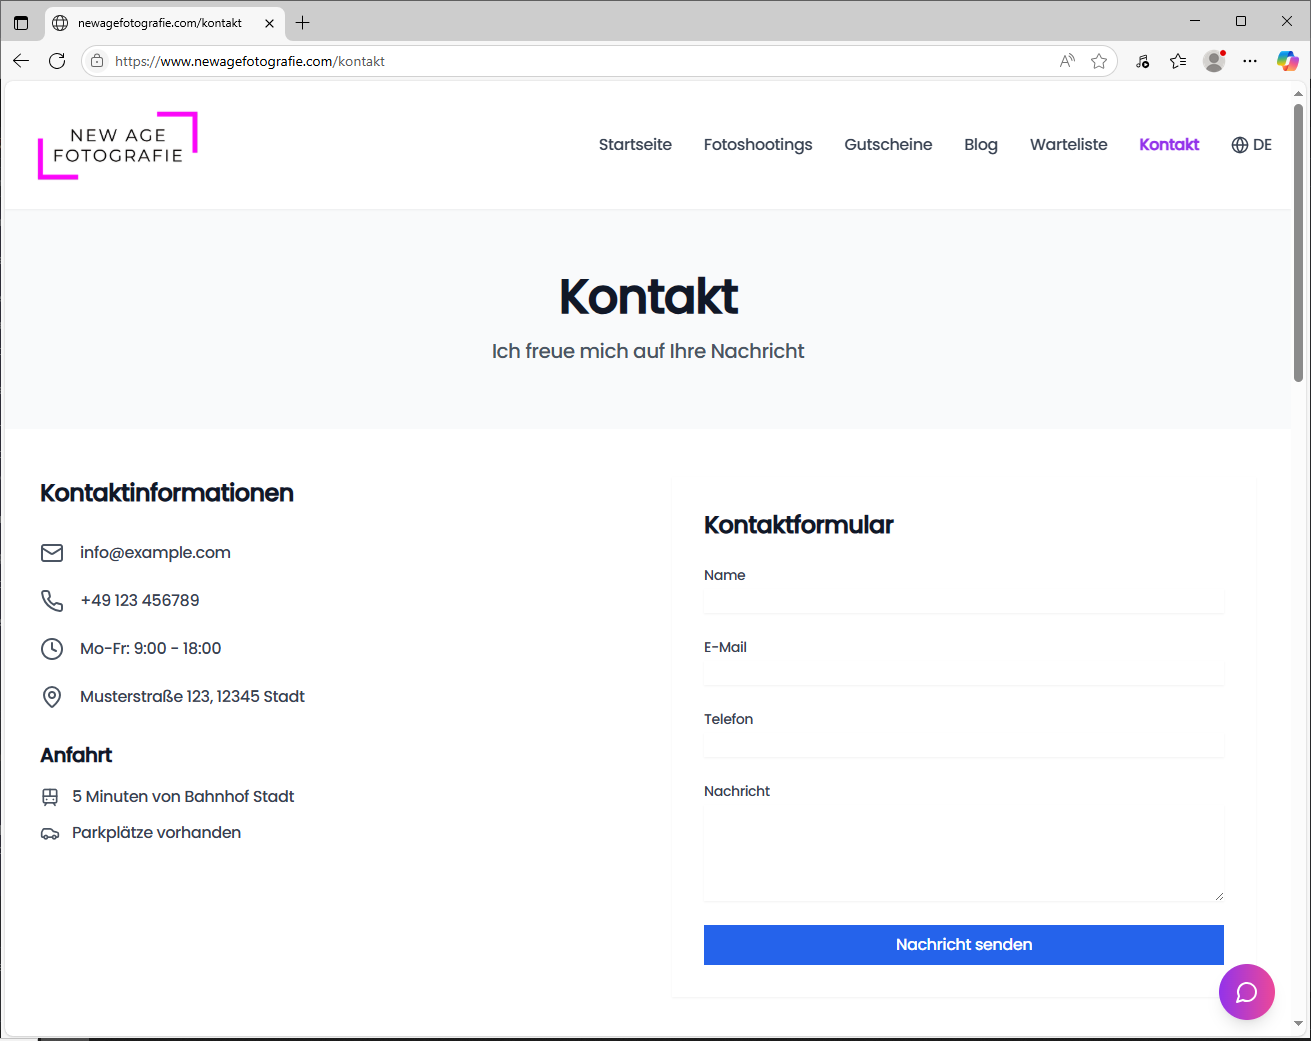 newagefotografie.com/kontakt
https://www.newagefotografie.com/kontakt
NEW AGE
FOTOGRAFIE
Startseite Fotoshootings Gutscheine Blog Warteliste Kontakt DE
Kontakt
Ich freue mich auf Ihre Nachricht
Kontaktinformationen
info@example.com
+49 123 456789
Mo-Fr: 9:00 - 18:00
Musterstraße 123, 12345 Stadt
Anfahrt
5 Minuten von Bahnhof Stadt
Parkplätze vorhanden
Kontaktformular
Name
E-Mail
Telefon
Nachricht
Nachricht senden